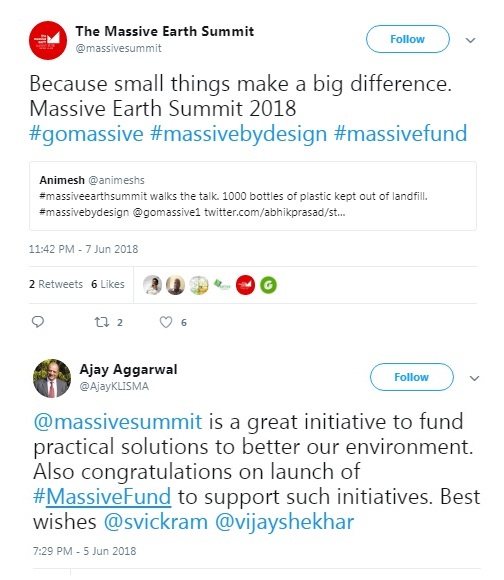 The Massive Earth Summit
@massivesummit
Follow
Because small things make a big difference.
Massive Earth Summit 2018
#gomassive #massivebydesign #massivefund
Animesh @animeshs
#massiveearthsummit walks the talk. 1000 bottles of plastic kept out of landfill.
#massivebydesign @gomassive1 twitter.com/abhikprasad/st...
11:42 PM - 7 Jun 2018
2 Retweets 6 Likes
2 6
Ajay Aggarwal
@AjayKLISMA
Follow
@massivesummit is a great initiative to fund
practical solutions to better our environment.
Also congratulations on launch of
#MassiveFund to support such initiatives. Best
wishes @svickram @vijayshekhar
7:29 PM - 5 Jun 2018